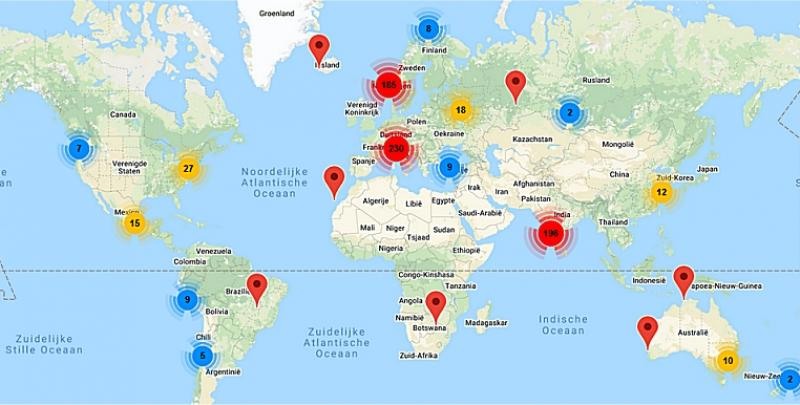 Groenland
8
Finland
IJsland
Zweden
Rusland
185
Canada
18
2
Verenigd
Koninkrijk
Polen
Oekraïne
7
230
Kazachstan
Mongolië
Verenigde
Staten
27
Noordelijke
Atlantische
Oceaan
Spanje
9
Japan
Zuid-Korea
China
Afghanistan
Irak
Iran
Pakistan
12
Algerije
Libië
Egypte
Saudi-Arabië
India
15
Mali
Niger
Tsjaad
Sudan
196
Thailand
Nigeria
Ethiopië
Venezuela
Colombia
Congo-Kinshasa
Indonesië
Papoea-Nieuw-Guinea
Tanzania
9
Brazilië
Angola
Bolivia
Namibië
Botswana
Madagaskar
Indische
Oceaan
Australië
Zuidelijke
Stille Oceaan
Zuidelijke
Atlantische
Oceaan
Chili
5
Zuid-Afrika
10
Argentinië
Nieuw-Zee
2